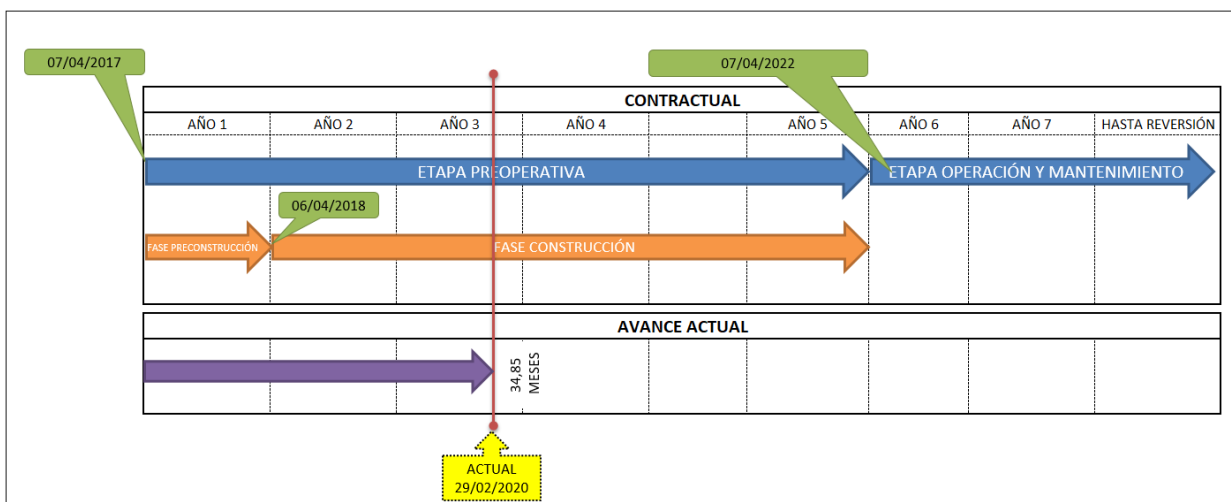 07/04/2017
07/04/2022
CONTRACTUAL
AÑO 1 AÑO 2 AÑO 3 AÑO 4 AÑO 5 AÑO 6 AÑO 7 HASTA REVERSIÓN
ETAPA PREOPERATIVA ETAPA OPERACIÓN Y MANTENIMIENTO
06/04/2018
FASE PRECONSTRUCCIÓN FASE CONSTRUCCIÓN
AVANCE ACTUAL
34,85
MESES
ACTUAL
29/02/2020